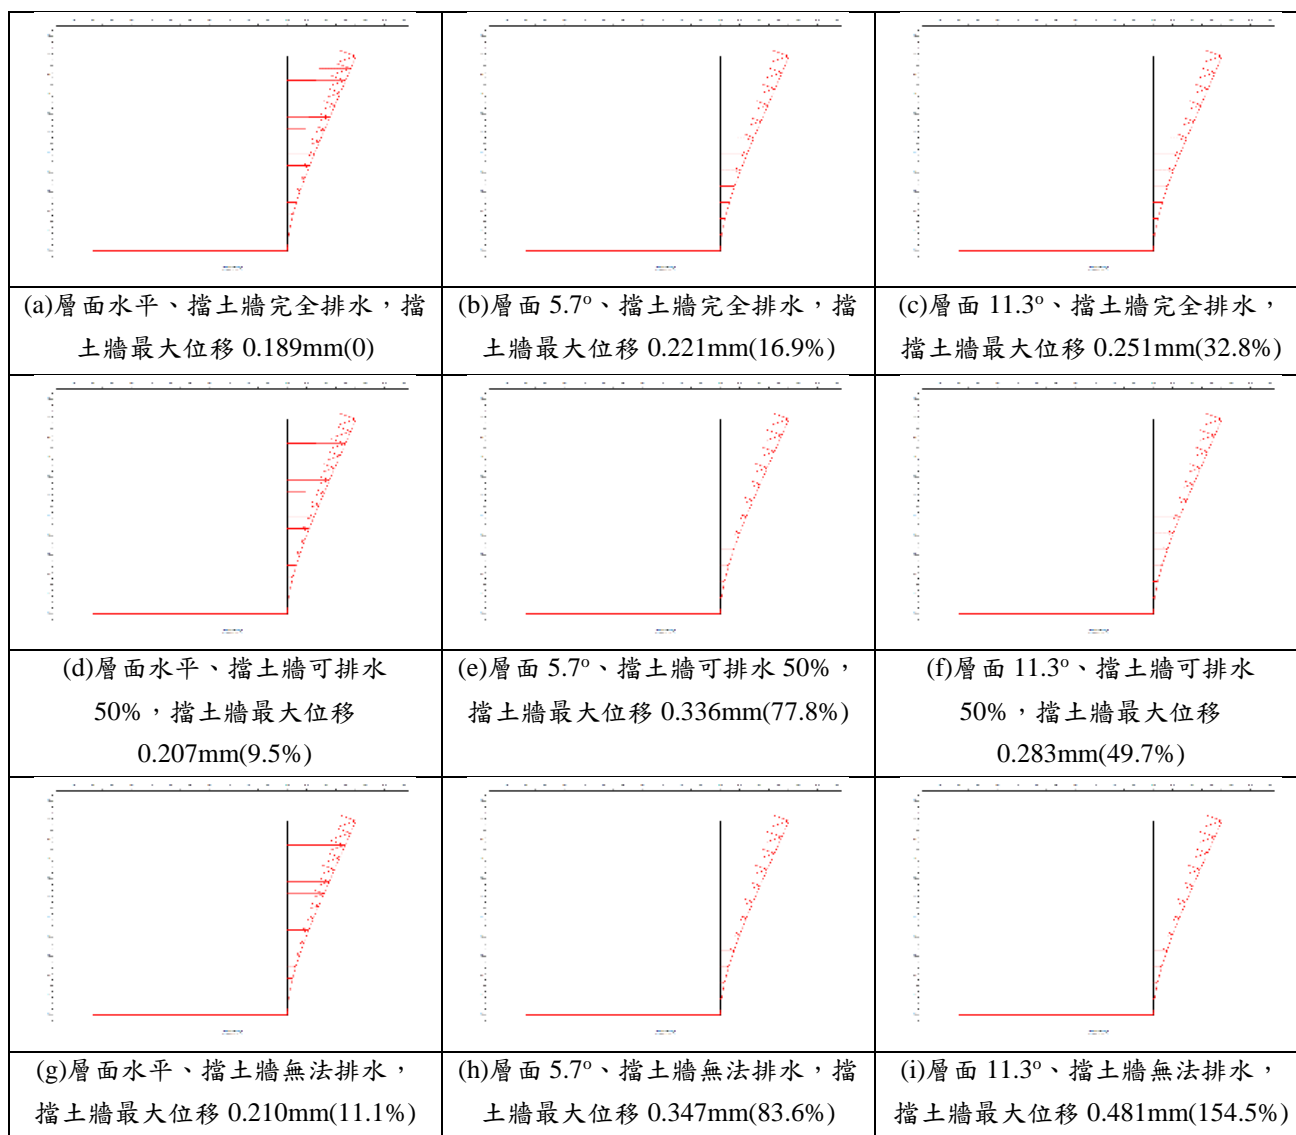 (a)層面水平、擋土牆完全排水，擋
土牆最大位移 0.189mm(0)
(b)層面 5.7°、擋土牆完全排水，擋
土牆最大位移 0.221mm(16.9%)
(c)層面 11.3°、擋土牆完全排水，
擋土牆最大位移 0.251mm(32.8%)
(d)層面水平、擋土牆可排水
50%，擋土牆最大位移
0.207mm(9.5%)
(e)層面 5.7°、擋土牆可排水 50%，
擋土牆最大位移 0.336mm(77.8%)
(f)層面 11.3°、擋土牆可排水
50%，擋土牆最大位移
0.283mm(49.7%)
(g)層面水平、擋土牆無法排水，
擋土牆最大位移 0.210mm(11.1%)
(h)層面 5.7°、擋土牆無法排水，擋
土牆最大位移 0.347mm(83.6%)
(i)層面 11.3°、擋土牆無法排水，
擋土牆最大位移 0.481mm(154.5%)